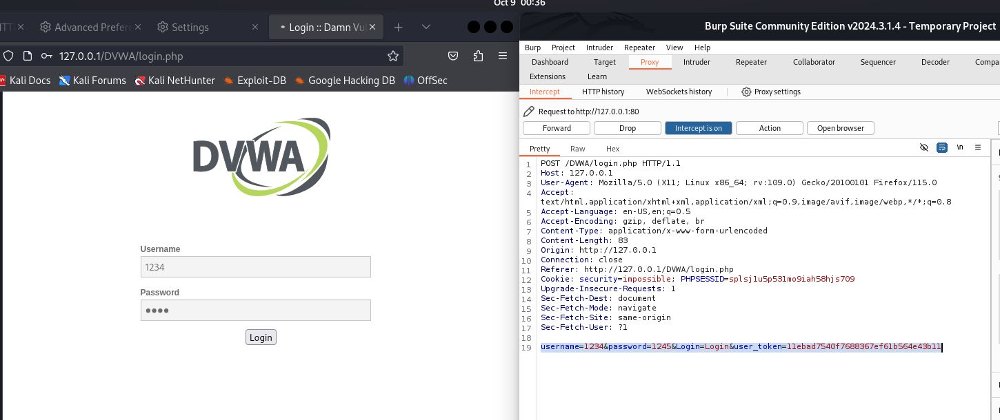 Oct 9 00:36
Advanced Prefere
Settings
Login :: Damn Vul
127.0.0.1/DVWA/login.php
Kali Docs Kali Forums Kali NetHunter Exploit-DB Google Hacking DB OffSec
DVWA
Username
1234
Password
••••
Login
Burp Suite Community Edition v2024.3.1.4 - Temporary Project
Burp Project Intruder Repeater View Help
Dashboard Target Proxy Intruder Repeater Collaborator Sequencer Decoder Compa
Extensions Learn
Intercept HTTP history WebSockets history Proxy settings
Request to http://127.0.0.1:80
Forward Drop Intercept is on Action Open browser
Pretty Raw Hex \n
1 POST /DVWA/login.php HTTP/1.1
2 Host: 127.0.0.1
3 User-Agent: Mozilla/5.0 (X11; Linux x86_64; rv:109.0) Gecko/20100101 Firefox/115.0
4 Accept:
text/html,application/xhtml+xml,application/xml;q=0.9,image/avif,image/webp,*/*;q=0.8
5 Accept-Language: en-US,en;q=0.5
6 Accept-Encoding: gzip, deflate, br
7 Content-Type: application/x-www-form-urlencoded
8 Content-Length: 83
9 Origin: http://127.0.0.1
10 Connection: close
11 Referer: http://127.0.0.1/DVWA/login.php
12 Cookie: security=impossible; PHPSESSID=splsj1u5p531mo9iah58hjs709
13 Upgrade-Insecure-Requests: 1
14 Sec-Fetch-Dest: document
15 Sec-Fetch-Mode: navigate
16 Sec-Fetch-Site: same-origin
17 Sec-Fetch-User: ?1
18
19 username=1234&password=1245&Login=Login&user_token=11ebad7540f7688367ef61b564e43b11